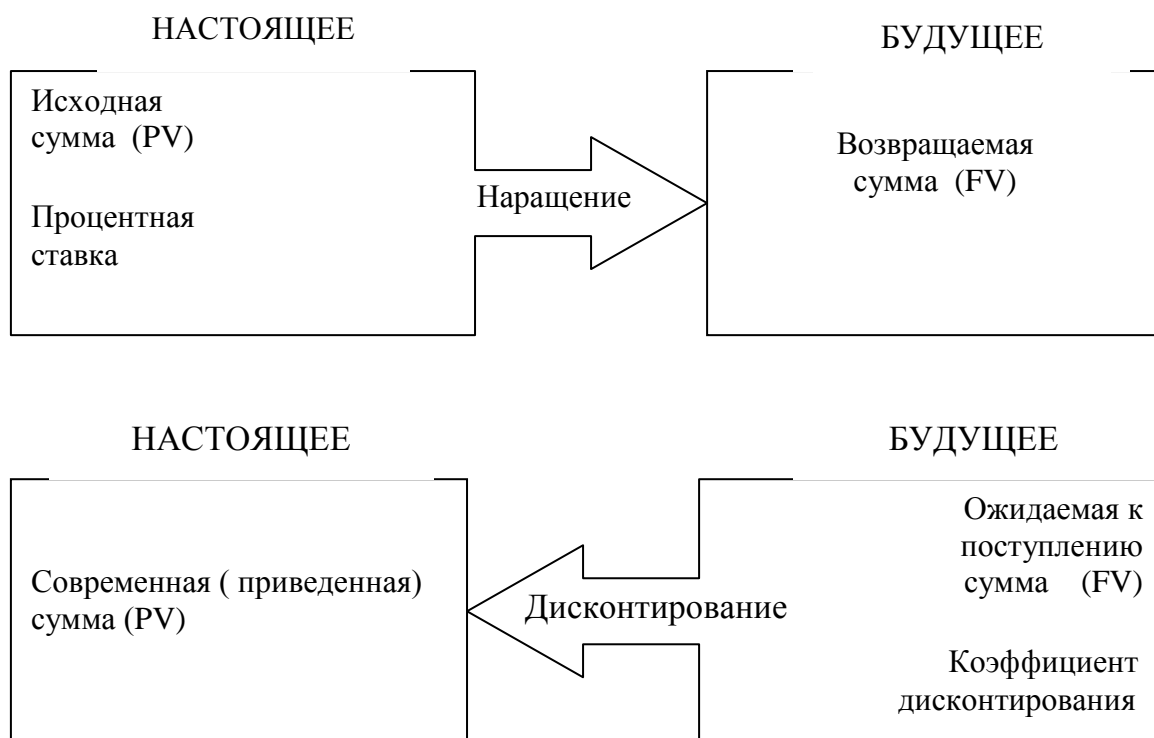 НАСТОЯЩЕЕ
БУДУЩЕЕ
Исходная
сумма (PV)
Процентная
ставка
Наращение
Возвращаемая
сумма (FV)
НАСТОЯЩЕЕ
БУДУЩЕЕ
Современная ( приведенная)
сумма (PV)
Дисконтирование
Ожидаемая к
поступлению
сумма (FV)
Коэффициент
дисконтирования